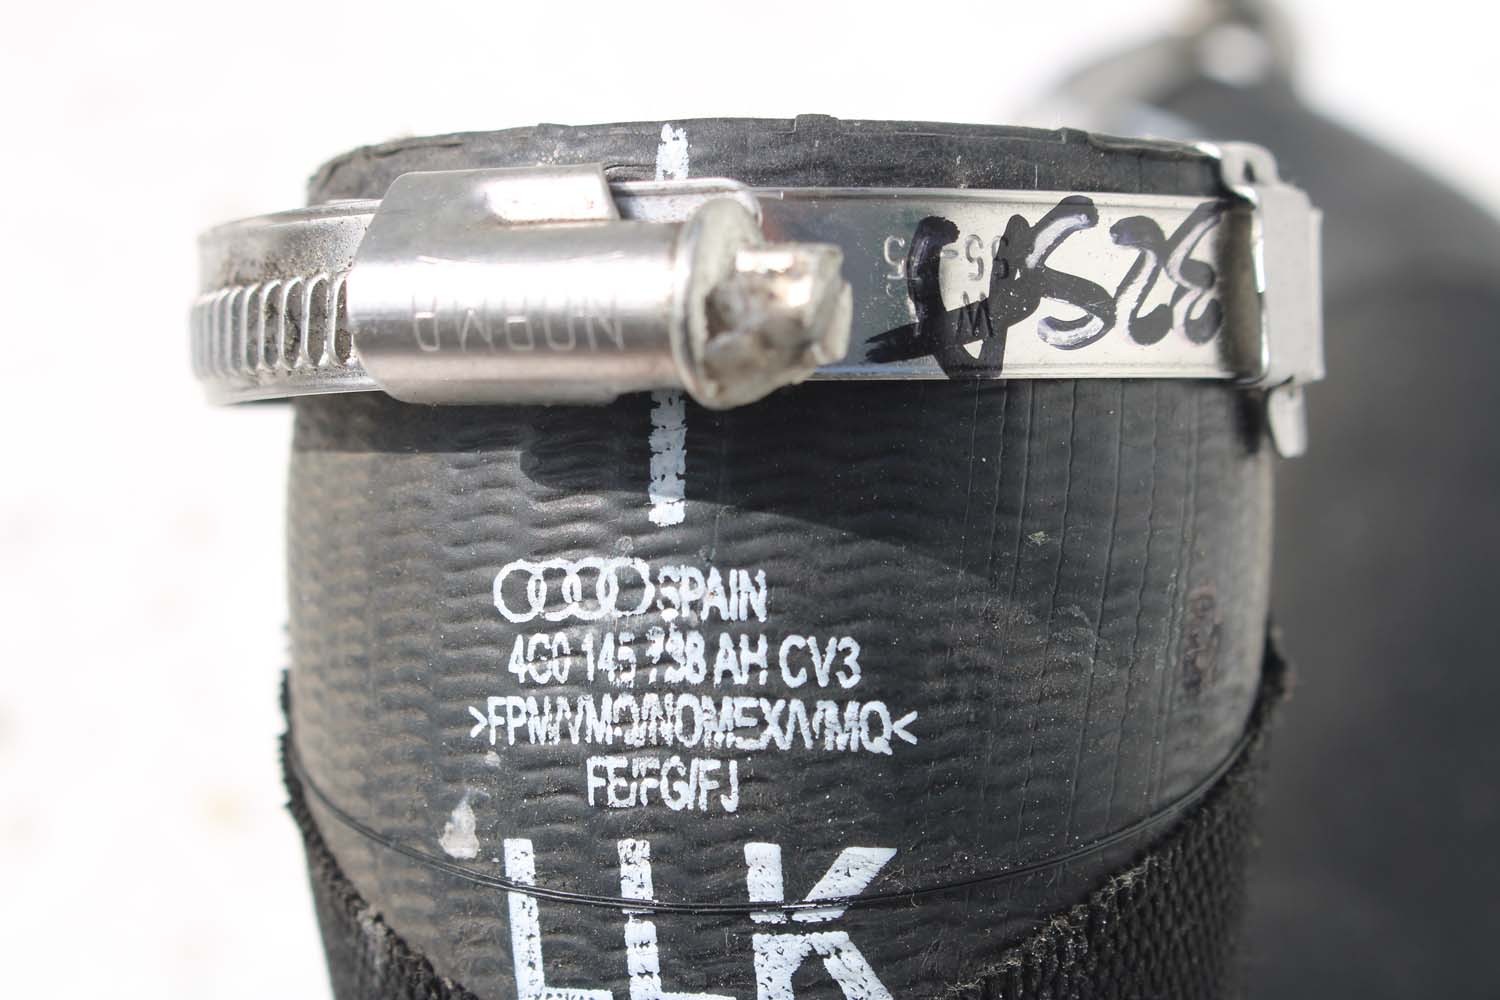 NORMA
SPAIN
4G0 145 738 AH CV3
>FPM/VMQ/NOMEX/VMQ<
FE/FG/FJ
LLK